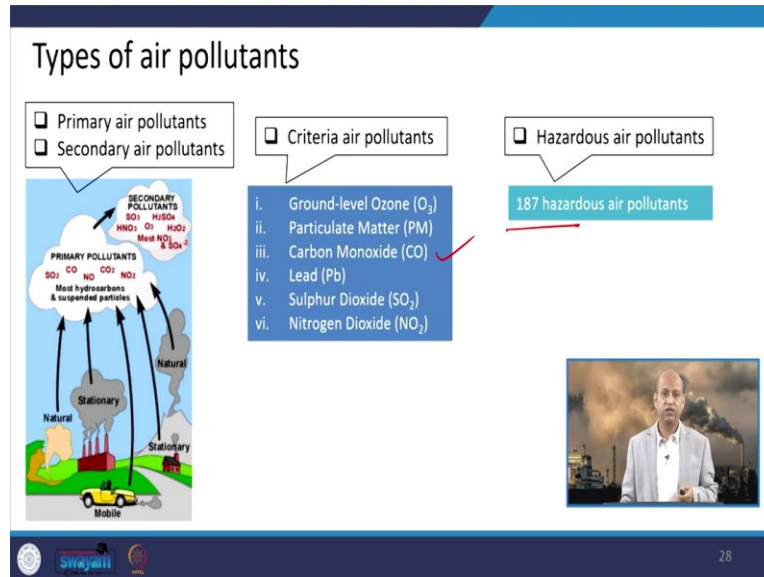 Types of air pollutants
❑ Primary air pollutants
❑ Secondary air pollutants
❑ Criteria air pollutants
❑ Hazardous air pollutants
SECONDARY
POLLUTANTS
SO3 H2SO4
HNO3 O3 H2O2
Most NO3
& SO4-2
PRIMARY POLLUTANTS
SO2 CO NO CO2 NO2
Most hydrocarbons
& suspended particles
Natural
Stationary
Natural
Stationary
Mobile
i. Ground-level Ozone (O3)
ii. Particulate Matter (PM)
iii. Carbon Monoxide (CO)
iv. Lead (Pb)
v. Sulphur Dioxide (SO2)
vi. Nitrogen Dioxide (NO2)
187 hazardous air pollutants
swayam
28